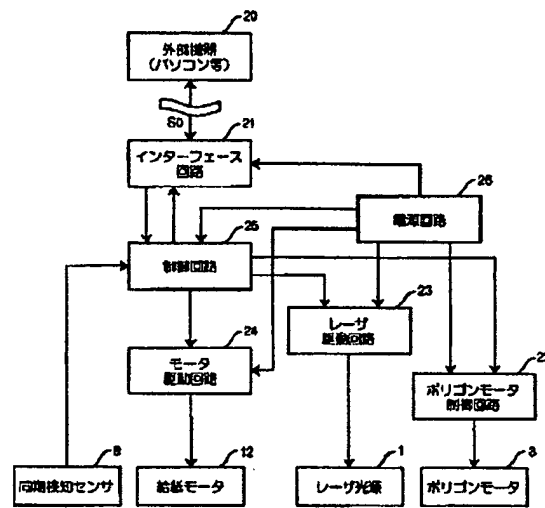 20
外部機器
(パソコン等)
S0
21
インターフェース
回路
26
電源回路
25
制御回路
23
レーザ
駆動回路
24
モータ
駆動回路
ポリゴンモータ
制御回路
8
同期検知センサ
12
給紙モータ
1
レーザ光源
3
ポリゴンモータ